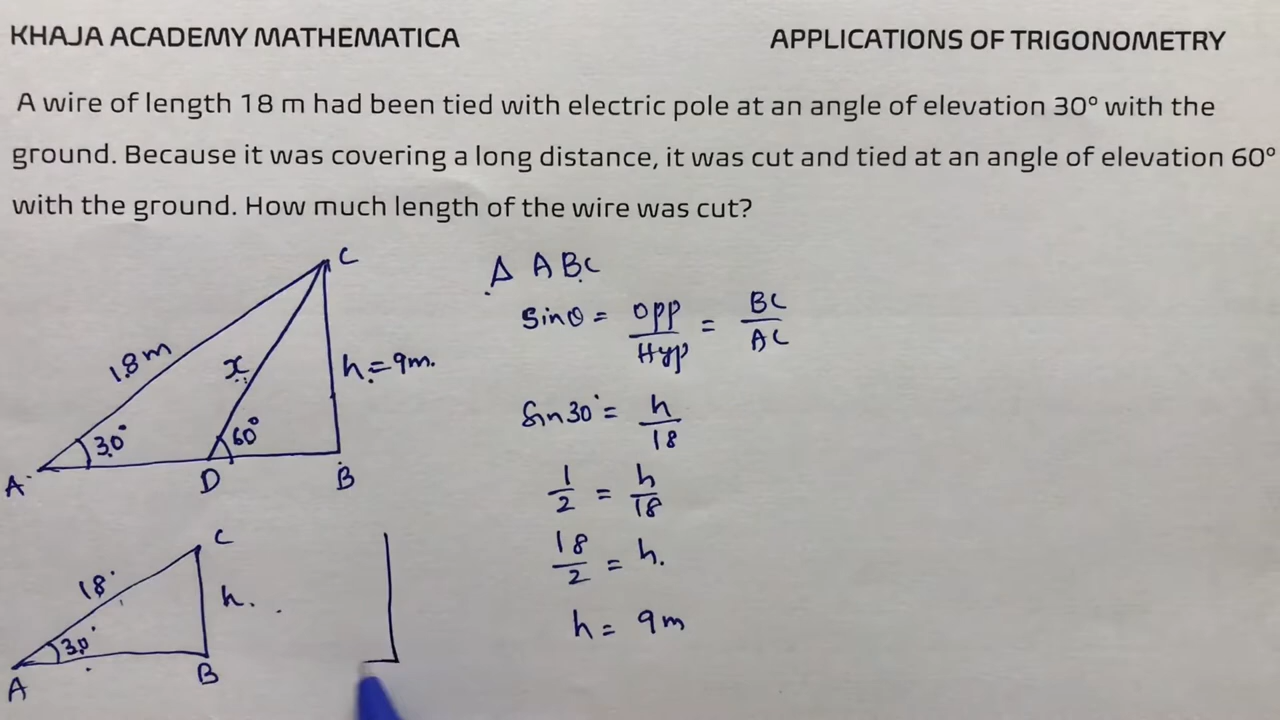 KHAJA ACADEMY MATHEMATICA
APPLICATIONS OF TRIGONOMETRY
A wire of length 18 m had been tied with electric pole at an angle of elevation 30° with the
ground. Because it was covering a long distance, it was cut and tied at an angle of elevation 60°
with the ground. How much length of the wire was cut?
C
18m
x
h = 9m.
30°
60°
A
D
B
C
18
h.
30°
A
B
Δ ABC
Sinθ = Opp/Hyp = BC/AC
Sin30° = h/18
1/2 = h/18
18/2 = h.
h = 9m